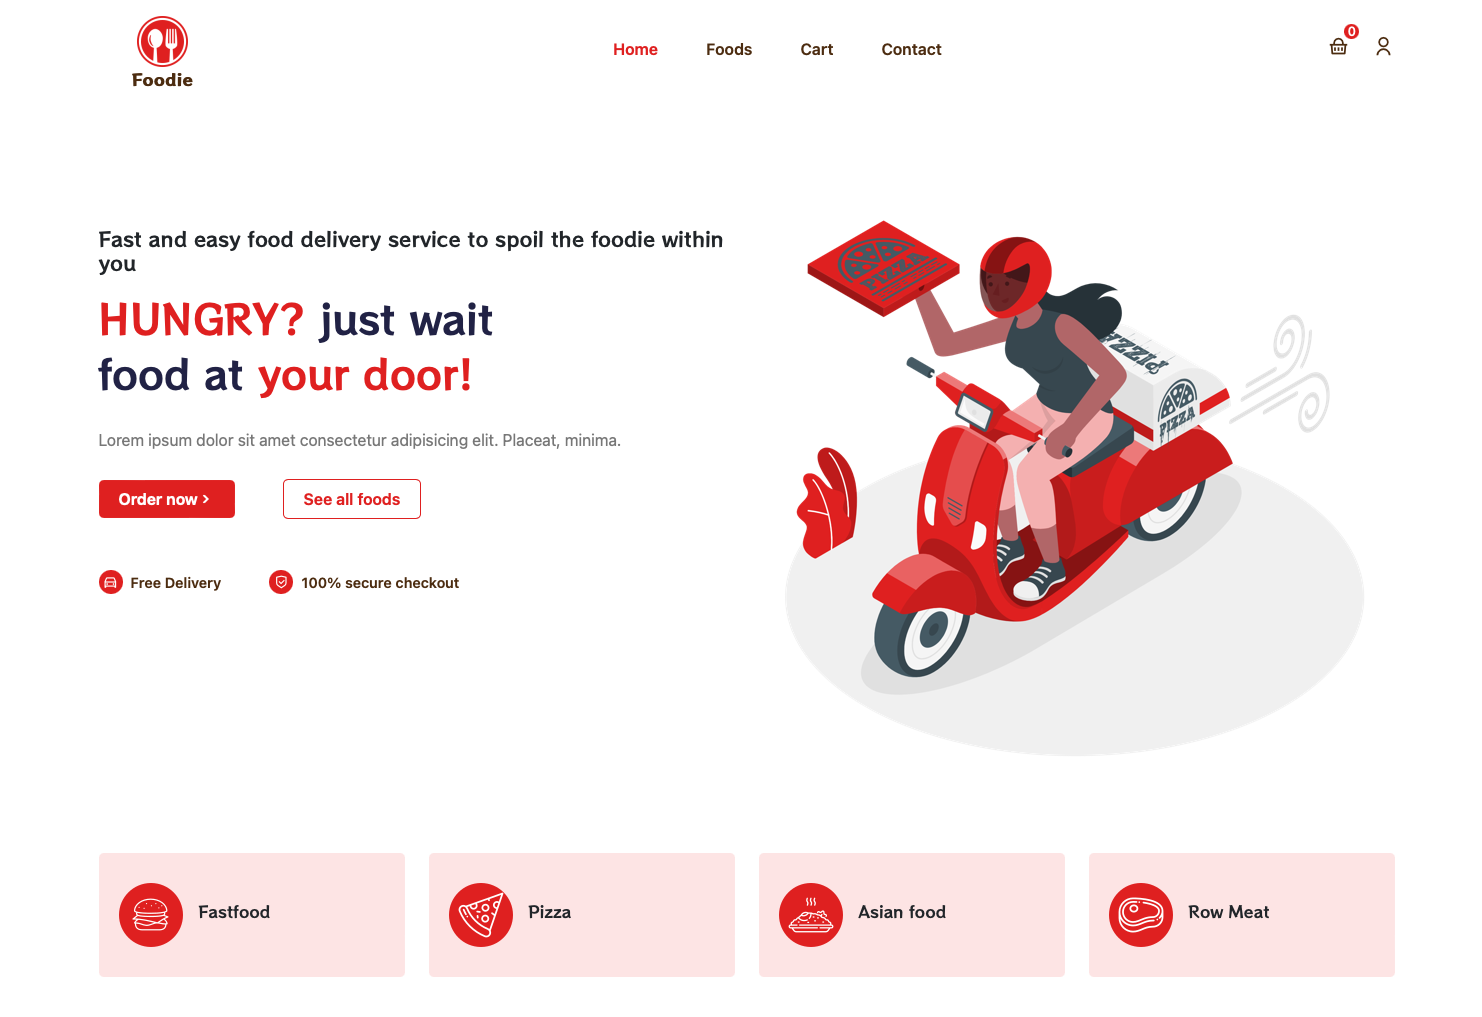 Foodie
Home Foods Cart Contact
0
Fast and easy food delivery service to spoil the foodie within
you
HUNGRY? just wait
food at your door!
Lorem ipsum dolor sit amet consectetur adipisicing elit. Placeat, minima.
Order now >
See all foods
Free Delivery
100% secure checkout
PIZZA
PIZZA
PIZZA
Fastfood
Pizza
Asian food
Row Meat